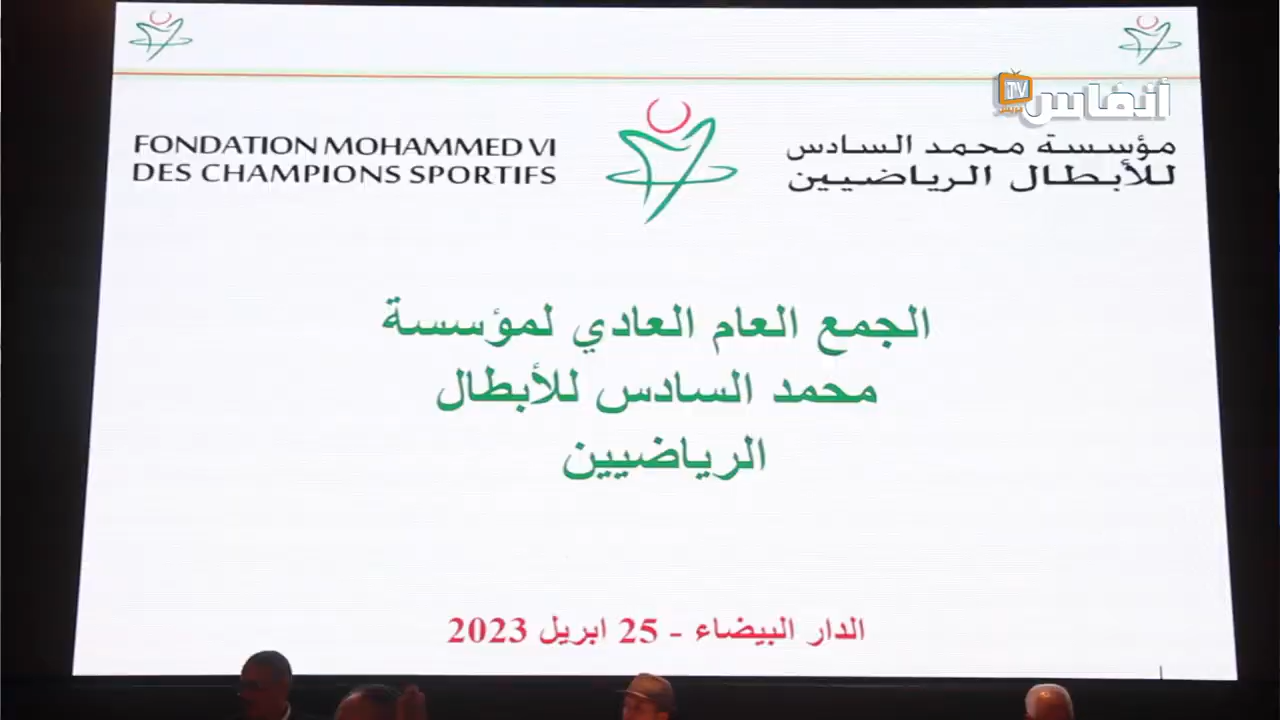 TV أنفاس
FONDATION MOHAMMED VI
DES CHAMPIONS SPORTIFS
مؤسسة محمد السادس
للأبطال الرياضيين
الجمع العام العادي لمؤسسة
محمد السادس للأبطال
الرياضيين
الدار البيضاء - 25 ابريل 2023